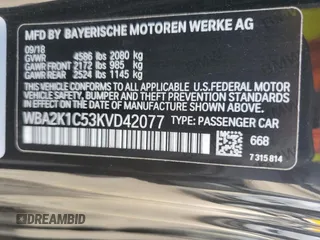 MFD BY BAYERISCHE MOTOREN WERKE AG
09/18
GVWR 4586 lbs 2080 kg
GAWR FRONT 2172 lbs 985 kg
GAWR REAR 2524 lbs 1145 kg
THIS VEHICLE CONFORMS TO ALL APPLICABLE U.S. FEDERAL MOTOR
VEHICLE SAFETY, BUMPER AND THEFT PREVENTION STANDARDS
IN EFFECT ON THE DATE OF MANUFACTURE SHOWN ABOVE.
WBA2K1C53KVD42077 TYPE: PASSENGER CAR
668
7 315 814
DREAMBID